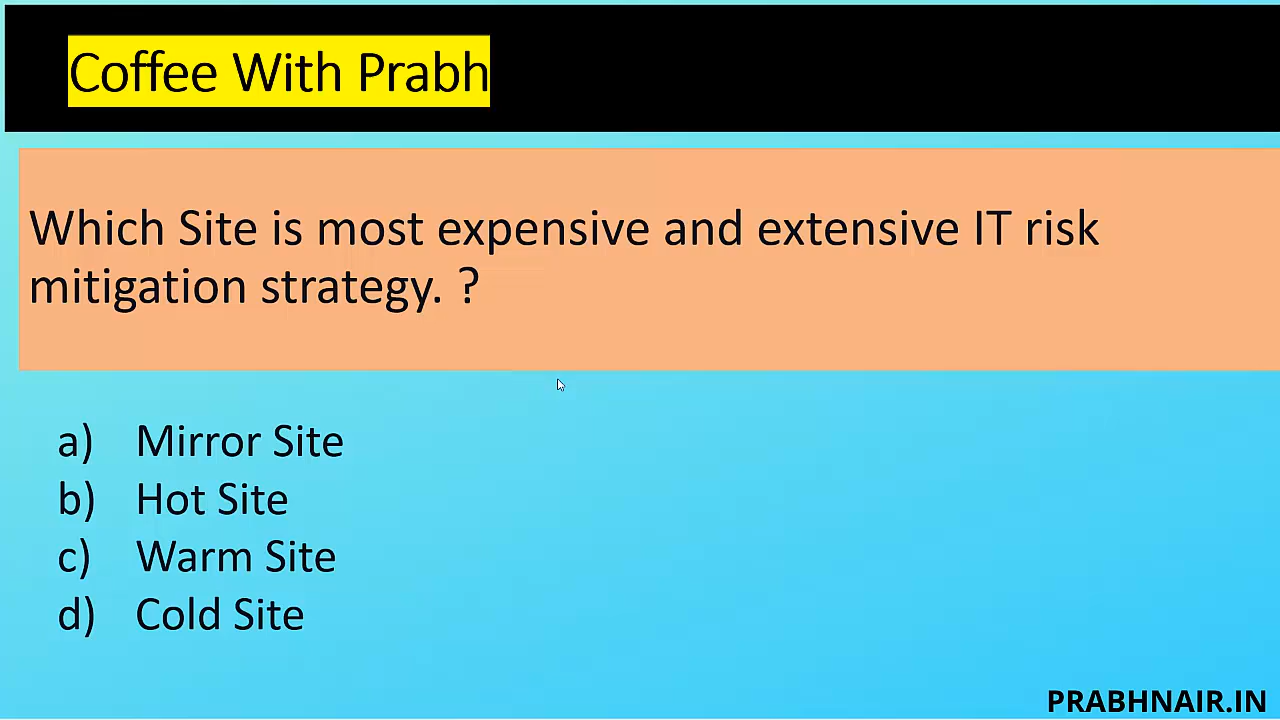 Coffee With Prabh
Which Site is most expensive and extensive IT risk
mitigation strategy. ?
a) Mirror Site
b) Hot Site
c) Warm Site
d) Cold Site
PRABHNAIR.IN